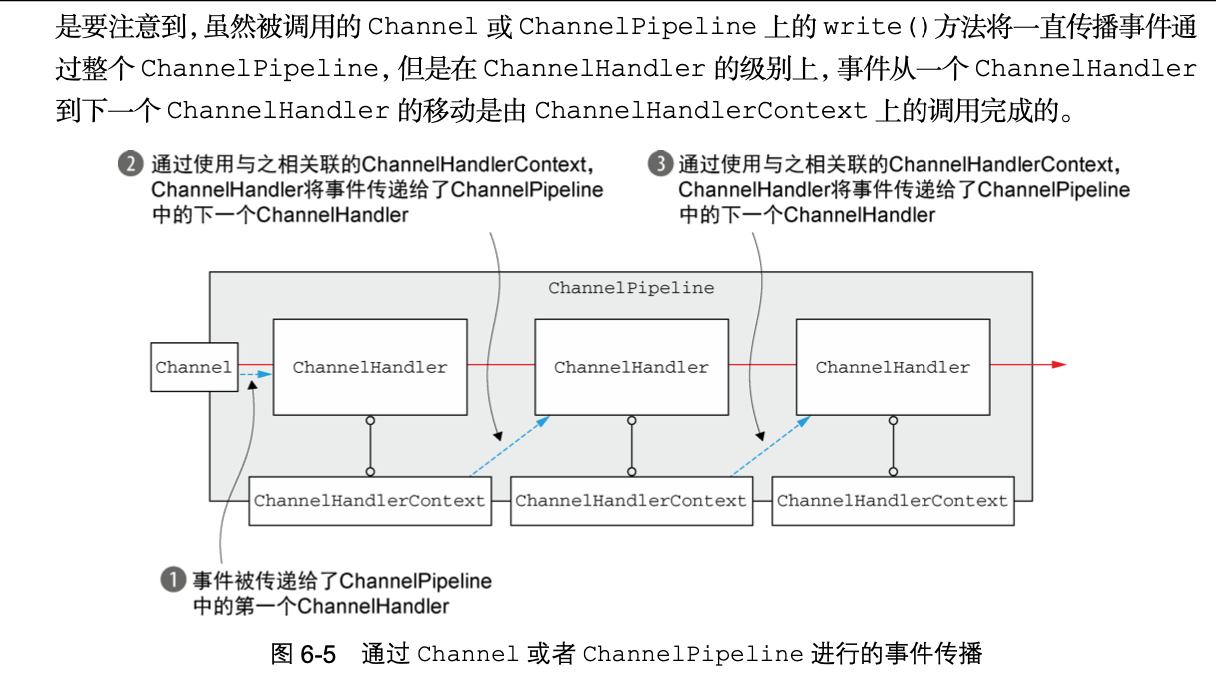 是要注意到，虽然被调用的 Channel 或 ChannelPipeline 上的 write()方法将一直传播事件通
过整个 ChannelPipeline，但是在 ChannelHandler 的级别上，事件从一个 ChannelHandler
到下一个 ChannelHandler 的移动是由 ChannelHandlerContext 上的调用完成的。
2 通过使用与之相关联的ChannelHandlerContext，
ChannelHandler将事件传递给了ChannelPipeline
中的下一个ChannelHandler
3 通过使用与之相关联的ChannelHandlerContext，
ChannelHandler将事件传递给了ChannelPipeline
中的下一个ChannelHandler
ChannelPipeline
Channel
ChannelHandler
ChannelHandler
ChannelHandler
ChannelHandlerContext
ChannelHandlerContext
ChannelHandlerContext
1 事件被传递给了ChannelPipeline
中的第一个ChannelHandler
图 6-5 通过 Channel 或者 ChannelPipeline 进行的事件传播